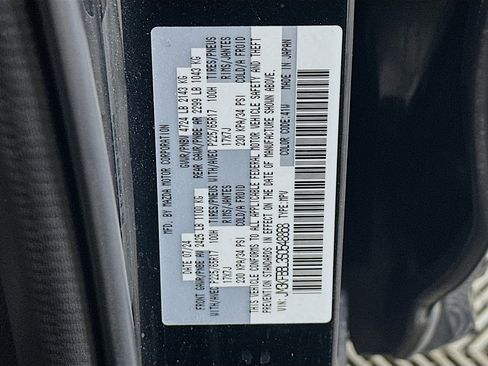 MFD. BY MAZDA MOTOR CORPORATION
DATE 07/24 GVWR/PNBV 4724 LB 2143 KG
FRONT GAWR/PNBE AV 2425 LB 1100 KG REAR GAWR/PNBE AR 2299 LB 1043 KG
WITH/AVEC P225/65R17 100H TIRES/PNEUS WITH/AVEC P225/65R17 100H TIRES/PNEUS
17X7J RIMS/JANTES 17X7J RIMS/JANTES
230 KPA/34 PSI COLD/A FROID 230 KPA/34 PSI COLD/A FROID
THIS VEHICLE CONFORMS TO ALL APPLICABLE FEDERAL MOTOR VEHICLE SAFETY AND THEFT
PREVENTION STANDARDS IN EFFECT ON THE DATE OF MANUFACTURE SHOWN ABOVE.
VIN: TYPE:MPV COLOR CODE:41W MADE IN JAPAN